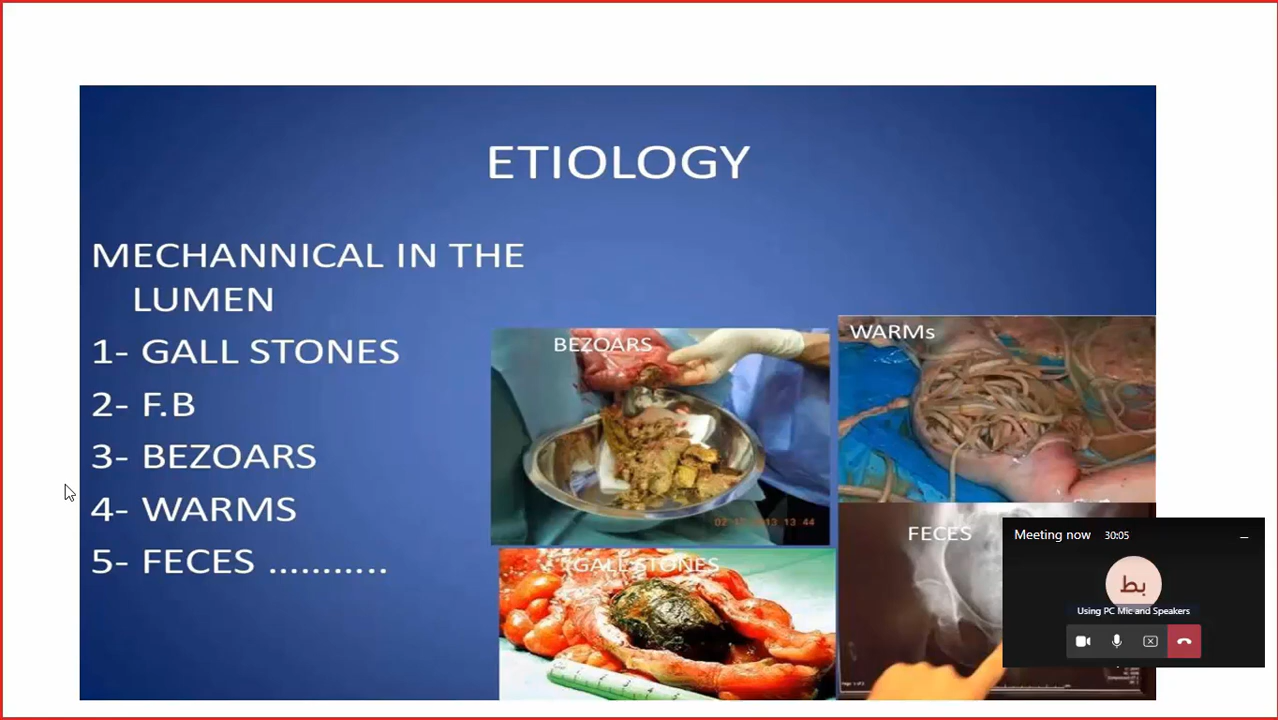 ETIOLOGY
MECHANNICAL IN THE
LUMEN
1- GALL STONES
2- F.B
3- BEZOARS
4- WARMS
5- FECES ...........
BEZOARS
WARMs
GALL STONES
FECES
Meeting now 30:05
بط
Using PC Mic and Speakers